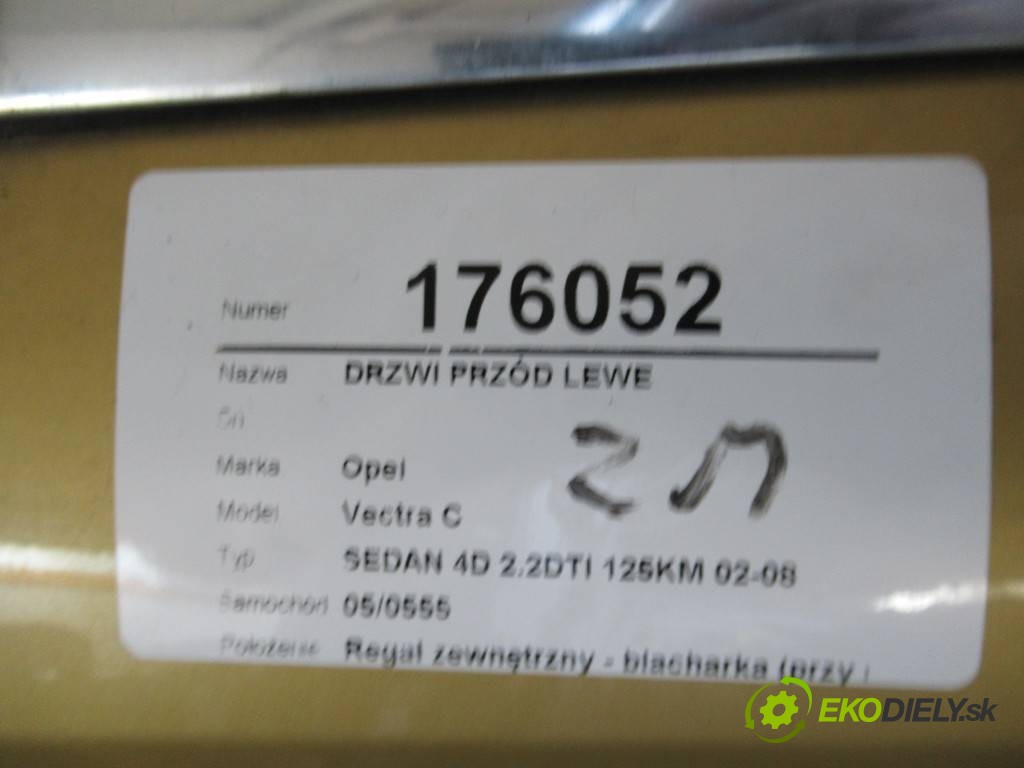 Numer 176052
Nazwa DRZWI PRZÓD LEWE
Marka Opel
Model Vectra C
Typ SEDAN 4D 2.2DTI 125KM 02-08
Samochód 05/0555
Położenie Regał zewnętrzny - blacharka (przy
EKODIELY.sk